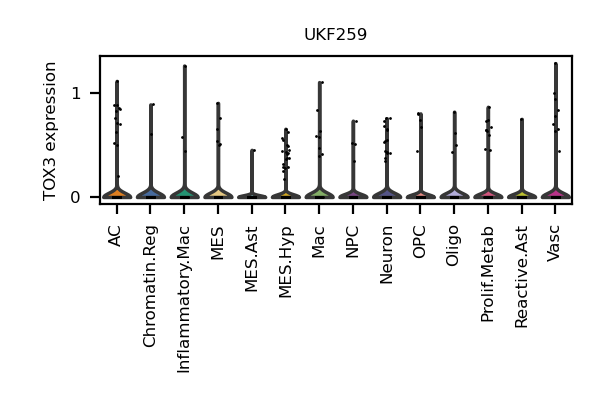 UKF259
TOX3 expression
1
0
AC
Chromatin.Reg
Inflammatory.Mac
MES
MES.Ast
MES.Hyp
Mac
NPC
Neuron
OPC
Oligo
Prolif.Metab
Reactive.Ast
Vasc